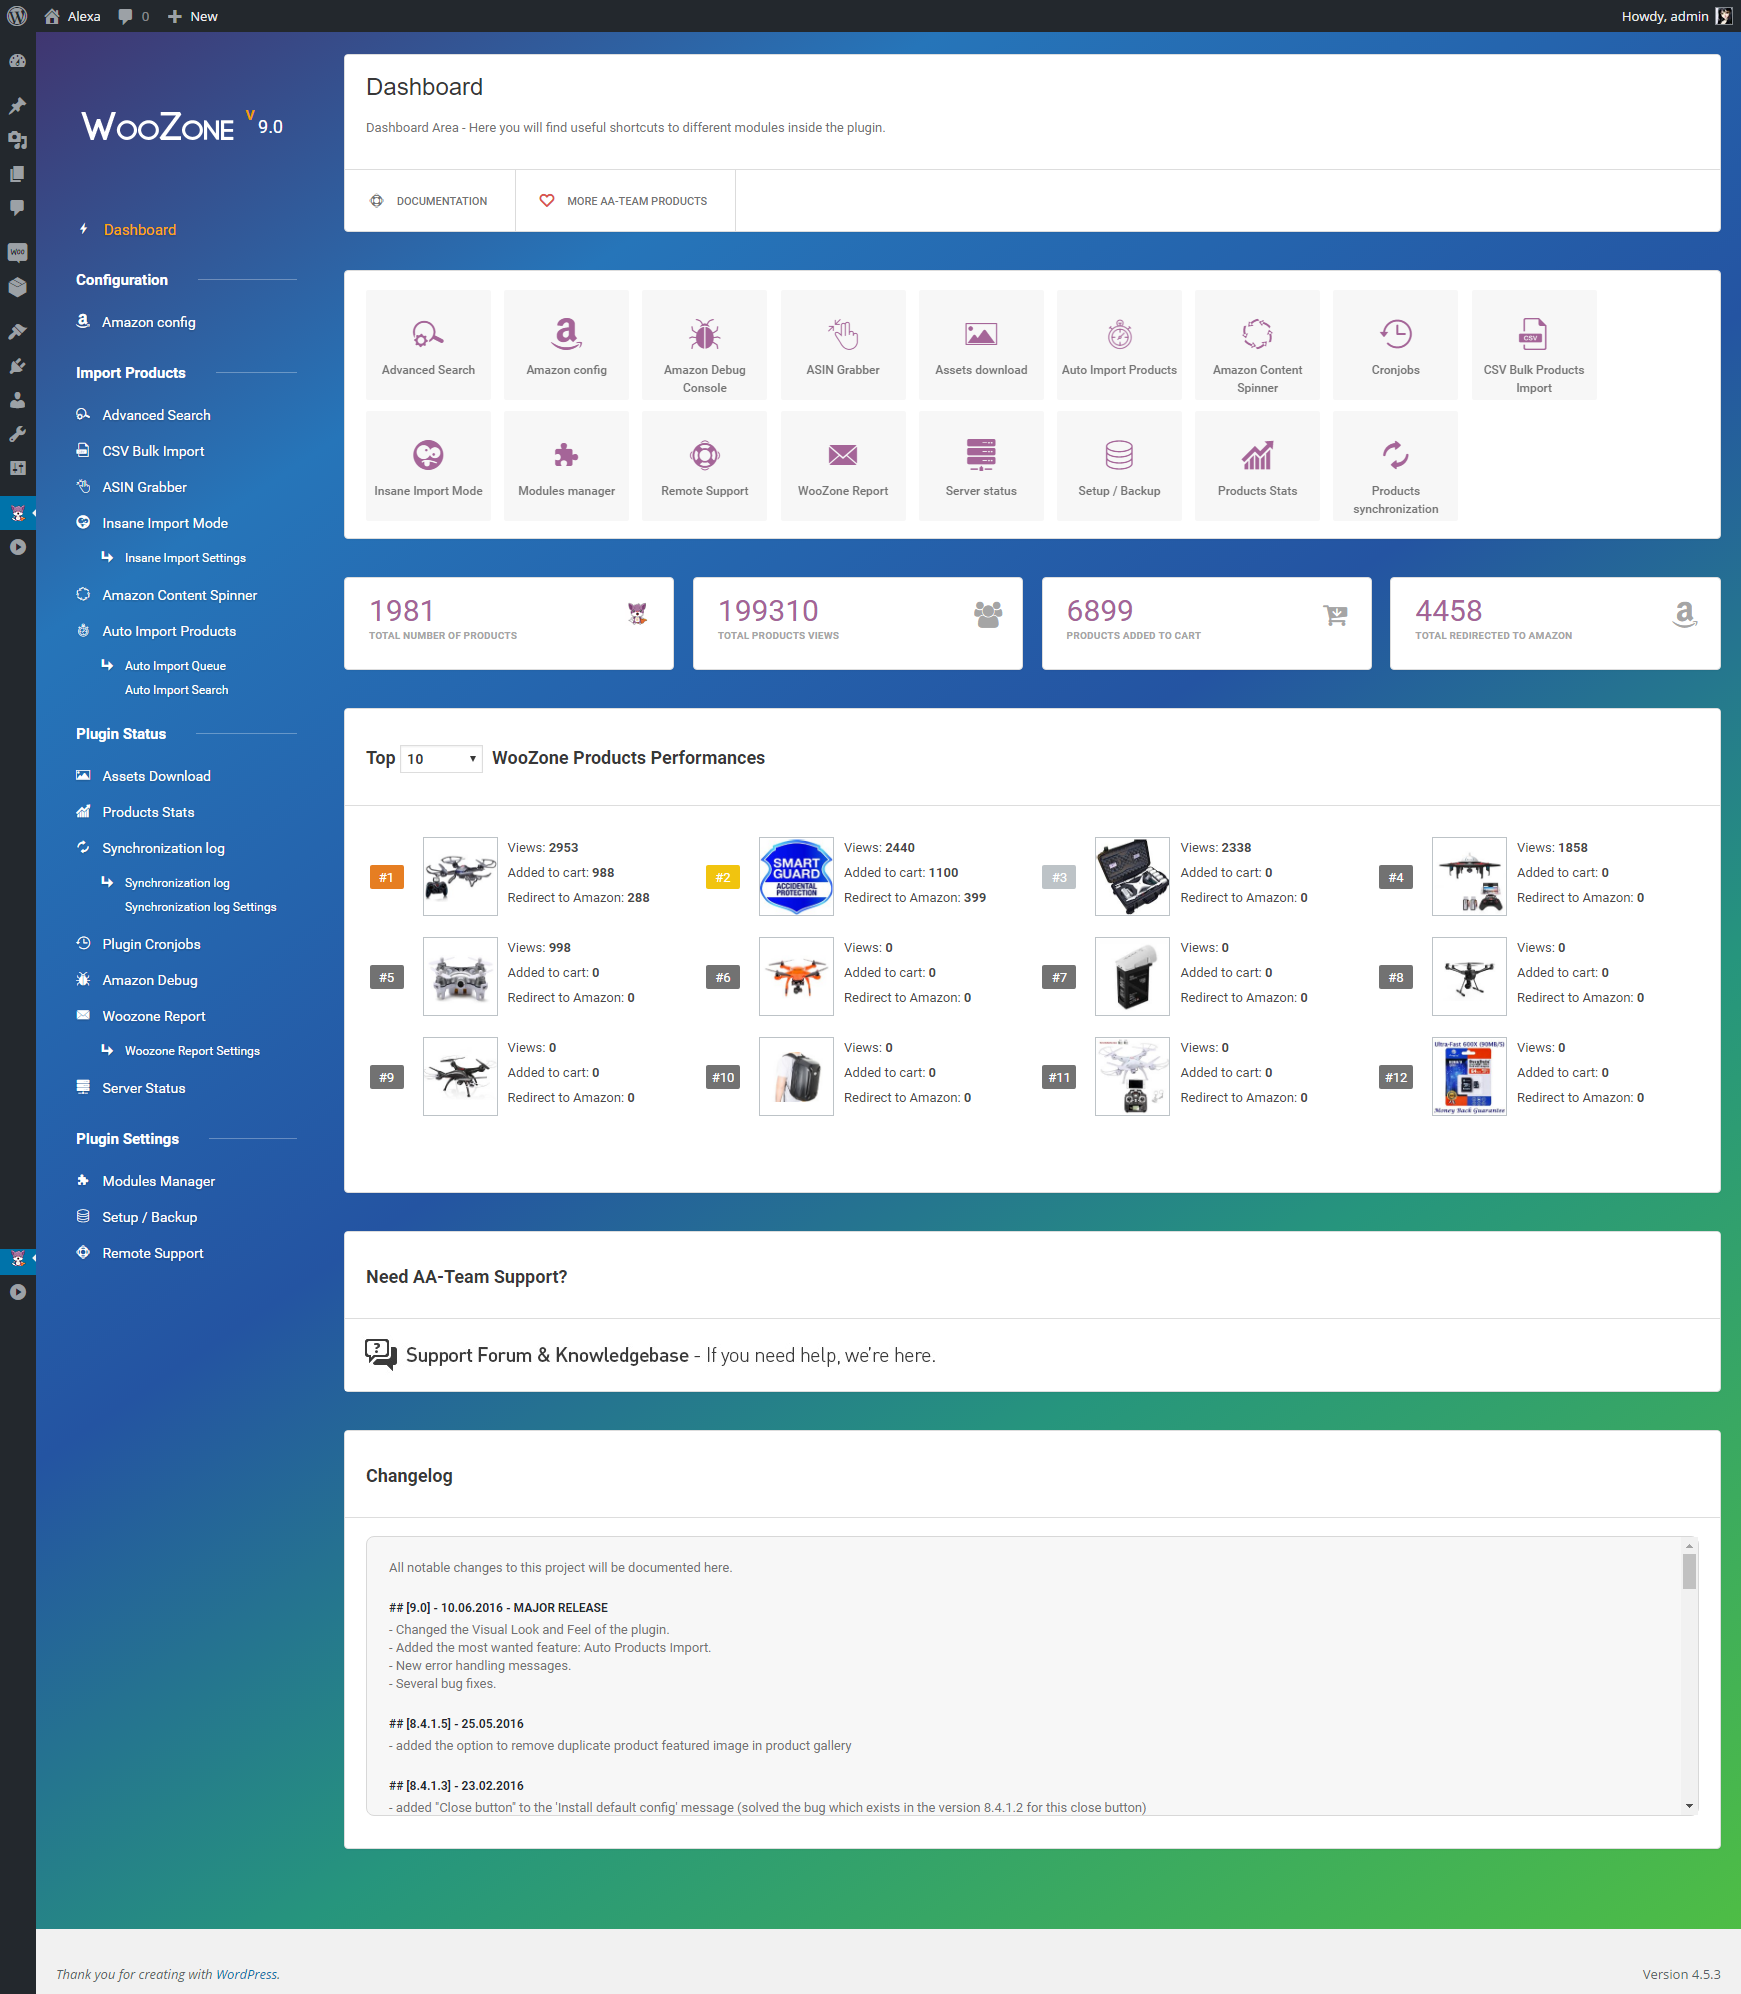 Alexa 0 New Howdy, admin
WooZone V 9.0
Dashboard
Configuration
Amazon config
Import Products
Advanced Search
CSV Bulk Import
ASIN Grabber
Insane Import Mode
Insane Import Settings
Amazon Content Spinner
Auto Import Products
Auto Import Queue
Auto Import Search
Plugin Status
Assets Download
Products Stats
Synchronization log
Synchronization log
Synchronization log Settings
Plugin Cronjobs
Amazon Debug
Woozone Report
Woozone Report Settings
Server Status
Plugin Settings
Modules Manager
Setup / Backup
Remote Support
Dashboard
Dashboard Area - Here you will find useful shortcuts to different modules inside the plugin.
DOCUMENTATION MORE AA-TEAM PRODUCTS
Advanced Search
Amazon config
Amazon Debug
Console
ASIN Grabber
Assets download
Auto Import Products
Amazon Content
Spinner
Cronjobs
CSV
CSV Bulk Products
Import
Insane Import Mode
Modules manager
Remote Support
WooZone Report
Server status
Setup / Backup
Products Stats
Products
synchronization
1981
TOTAL NUMBER OF PRODUCTS
199310
TOTAL PRODUCTS VIEWS
6899
PRODUCTS ADDED TO CART
4458
TOTAL REDIRECTED TO AMAZON
Top 10 WooZone Products Performances
#1
Views: 2953
Added to cart: 988
Redirect to Amazon: 288
#2
SMART
GUARD
ACCIDENTAL
PROTECTION
Views: 2440
Added to cart: 1100
Redirect to Amazon: 399
#3
Views: 2338
Added to cart: 0
Redirect to Amazon: 0
#4
Views: 1858
Added to cart: 0
Redirect to Amazon: 0
#5
Views: 998
Added to cart: 0
Redirect to Amazon: 0
#6
Views: 0
Added to cart: 0
Redirect to Amazon: 0
#7
Views: 0
Added to cart: 0
Redirect to Amazon: 0
#8
Views: 0
Added to cart: 0
Redirect to Amazon: 0
#9
Views: 0
Added to cart: 0
Redirect to Amazon: 0
#10
Views: 0
Added to cart: 0
Redirect to Amazon: 0
#11
Views: 0
Added to cart: 0
Redirect to Amazon: 0
#12
Ultra-Fast 600X (90MB/S)
Money Back Guarantee
Views: 0
Added to cart: 0
Redirect to Amazon: 0
Need AA-Team Support?
Support Forum & Knowledgebase - If you need help, we're here.
Changelog
All notable changes to this project will be documented here.
## [9.0] - 10.06.2016 - MAJOR RELEASE
- Changed the Visual Look and Feel of the plugin.
- Added the most wanted feature: Auto Products Import.
- New error handling messages.
- Several bug fixes.
## [8.4.1.5] - 25.05.2016
- added the option to remove duplicate product featured image in product gallery
## [8.4.1.3] - 23.02.2016
- added "Close button" to the 'Install default config' message (solved the bug which exists in the version 8.4.1.2 for this close button)
Thank you for creating with WordPress.
Version 4.5.3